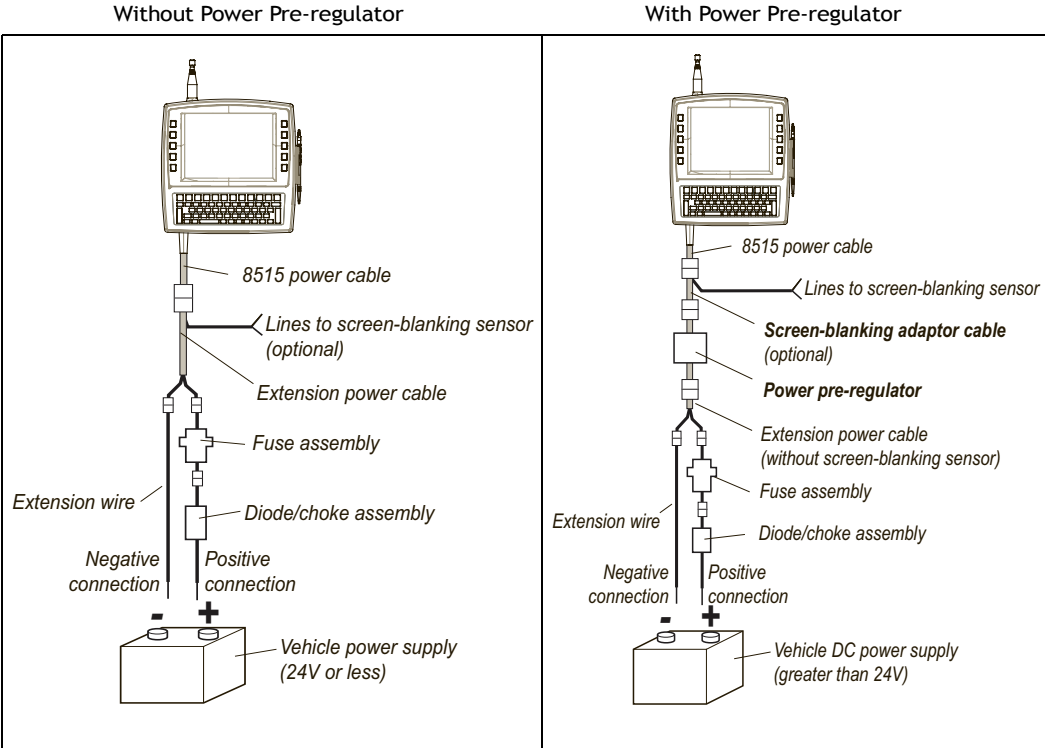 Without Power Pre-regulator
8515 power cable
Lines to screen-blanking sensor
(optional)
Extension power cable
Fuse assembly
Extension wire
Diode/choke assembly
Negative
connection
Positive
connection
-
+
Vehicle power supply
(24V or less)
With Power Pre-regulator
8515 power cable
Lines to screen-blanking sensor
Screen-blanking adaptor cable
(optional)
Power pre-regulator
Extension power cable
(without screen-blanking sensor)
Fuse assembly
Extension wire
Diode/choke assembly
Negative
connection
Positive
connection
-
+
Vehicle DC power supply
(greater than 24V)